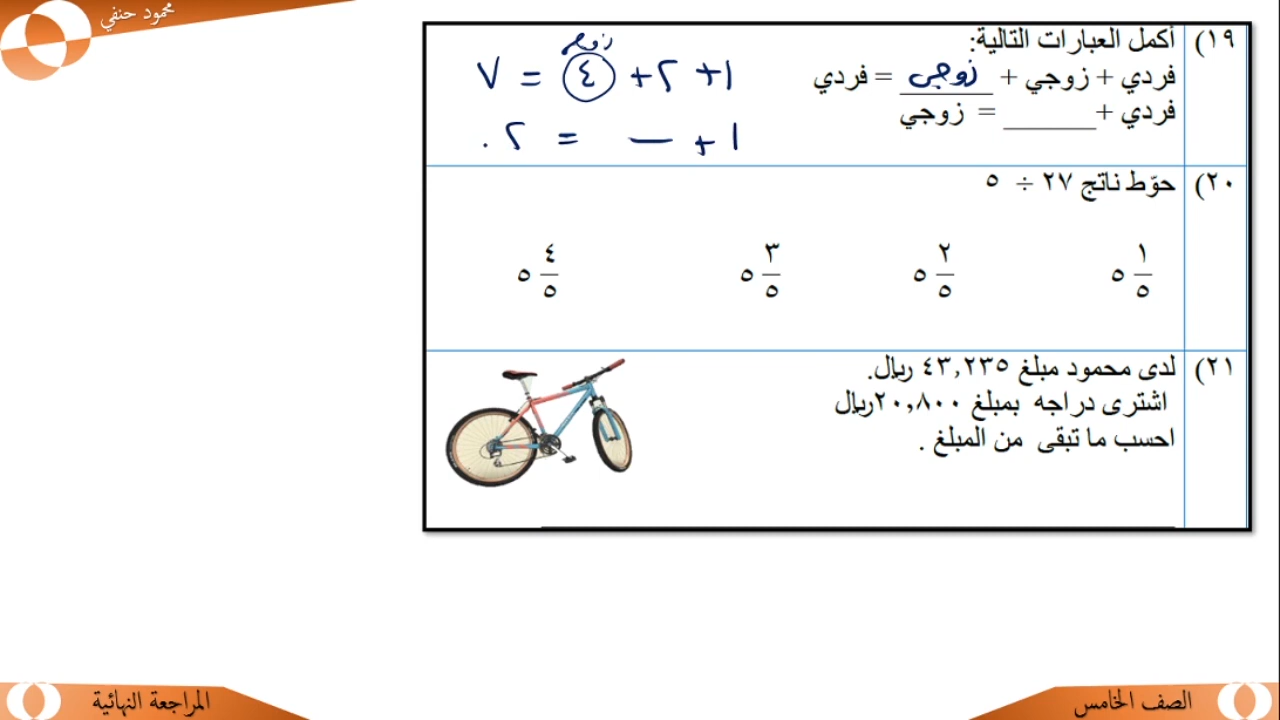 محمود حنفي
١٩) أكمل العبارات التالية:
فردي + زوجي + زوجي = فردي
فردي + ______ = زوجي
زوجي
١ + ٢ + ٤ = ٧
١ + — = ٢
٢٠) حوّط ناتج ٢٧ ÷ ٥
٥ ١/٥ ٥ ٢/٥ ٥ ٣/٥ ٥ ٤/٥
٢١) لدى محمود مبلغ ٤٣,٢٣٥ ريال.
اشترى دراجه بمبلغ ٢٠,٨٠٠ريال
احسب ما تبقى من المبلغ .
الصف الخامس
المراجعة النهائية